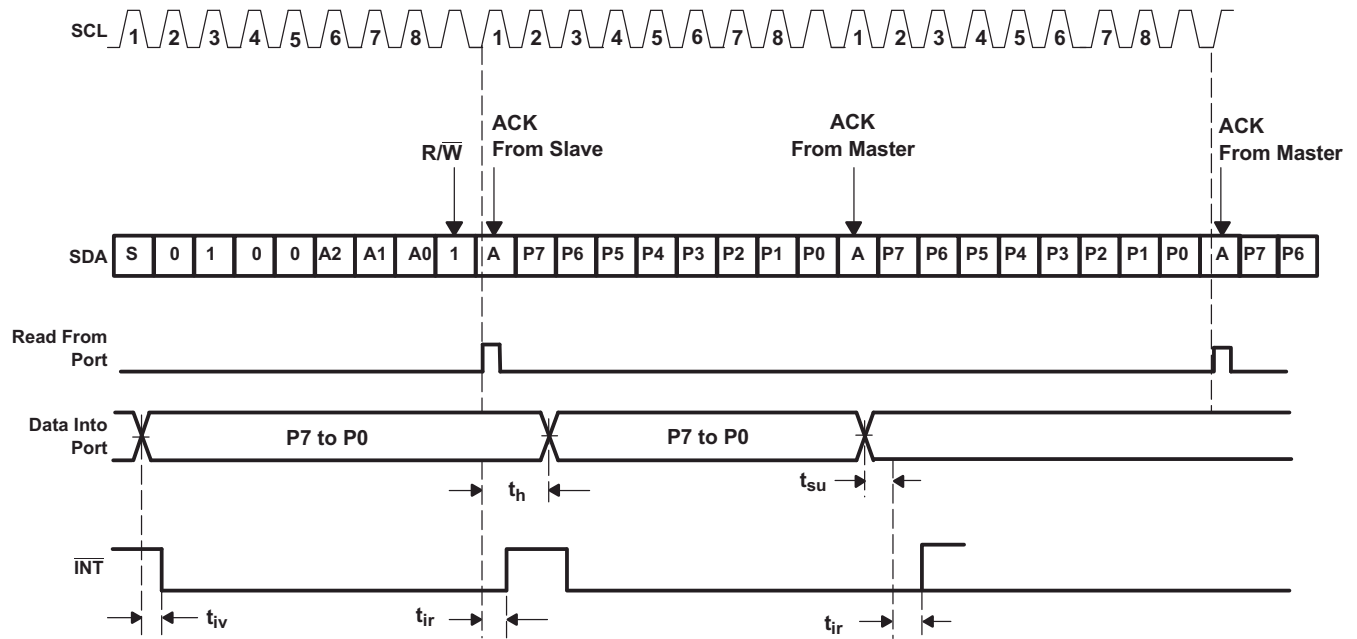 SCL 1 2 3 4 5 6 7 8 1 2 3 4 5 6 7 8 1 2 3 4 5 6 7 8
ACK
From Slave
ACK
From Master
ACK
From Master
R/W̅
SDA S 0 1 0 0 A2 A1 A0 1 A P7 P6 P5 P4 P3 P2 P1 P0 A P7 P6 P5 P4 P3 P2 P1 P0 A P7 P6
Read From
Port
Data Into
Port
P7 to P0 P7 to P0
th
tsu
I̅N̅T̅
tiv
tir
tir